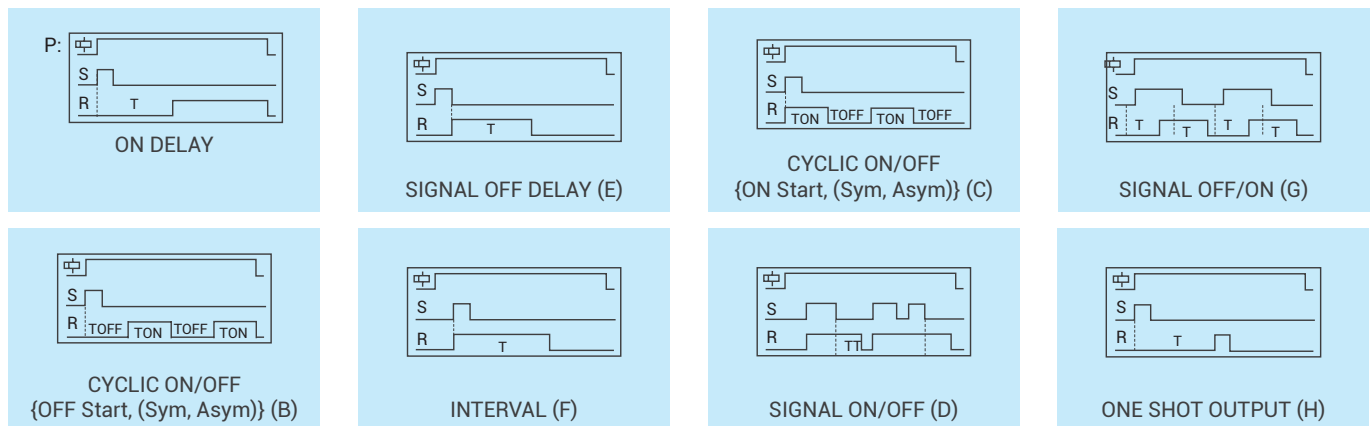 P:
S
R T
ON DELAY
S
R T
SIGNAL OFF DELAY (E)
S
R TON TOFF TON TOFF
CYCLIC ON/OFF
{ON Start, (Sym, Asym)} (C)
S
R T T T T
SIGNAL OFF/ON (G)
S
R TOFF TON TOFF TON
CYCLIC ON/OFF
{OFF Start, (Sym, Asym)} (B)
S
R T
INTERVAL (F)
S
R TT
SIGNAL ON/OFF (D)
S
R T
ONE SHOT OUTPUT (H)